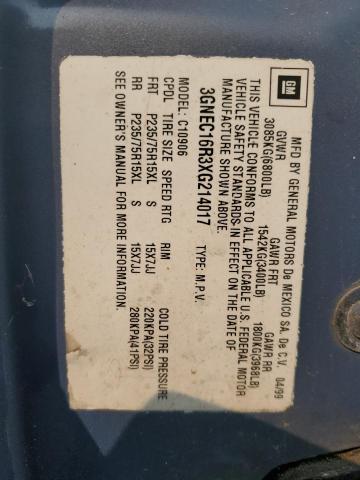 GM
MFD BY GENERAL MOTORS De MEXICO SA. De C.V. 04/99
GVWR GAWR FRT GAWR RR
3085KG(6800LB) 1542KG(3400LB) 1800KG(3968LB)
THIS VEHICLE CONFORMS TO ALL APPLICABLE U.S. FEDERAL MOTOR
VEHICLE SAFETY STANDARDS IN EFFECT ON THE DATE OF
MANUFACTURE SHOWN ABOVE.
3GNEC16R3XG214017 TYPE: M.P.V.
MODEL: C10906
CPDL TIRE SIZE SPEED RTG RIM COLD TIRE PRESSURE
FRT P235/75R15XL S 15X7JJ 220KPA(32PSI)
RR P235/75R15XL S 15X7JJ 280KPA(41PSI)
SEE OWNER'S MANUAL FOR MORE INFORMATION.